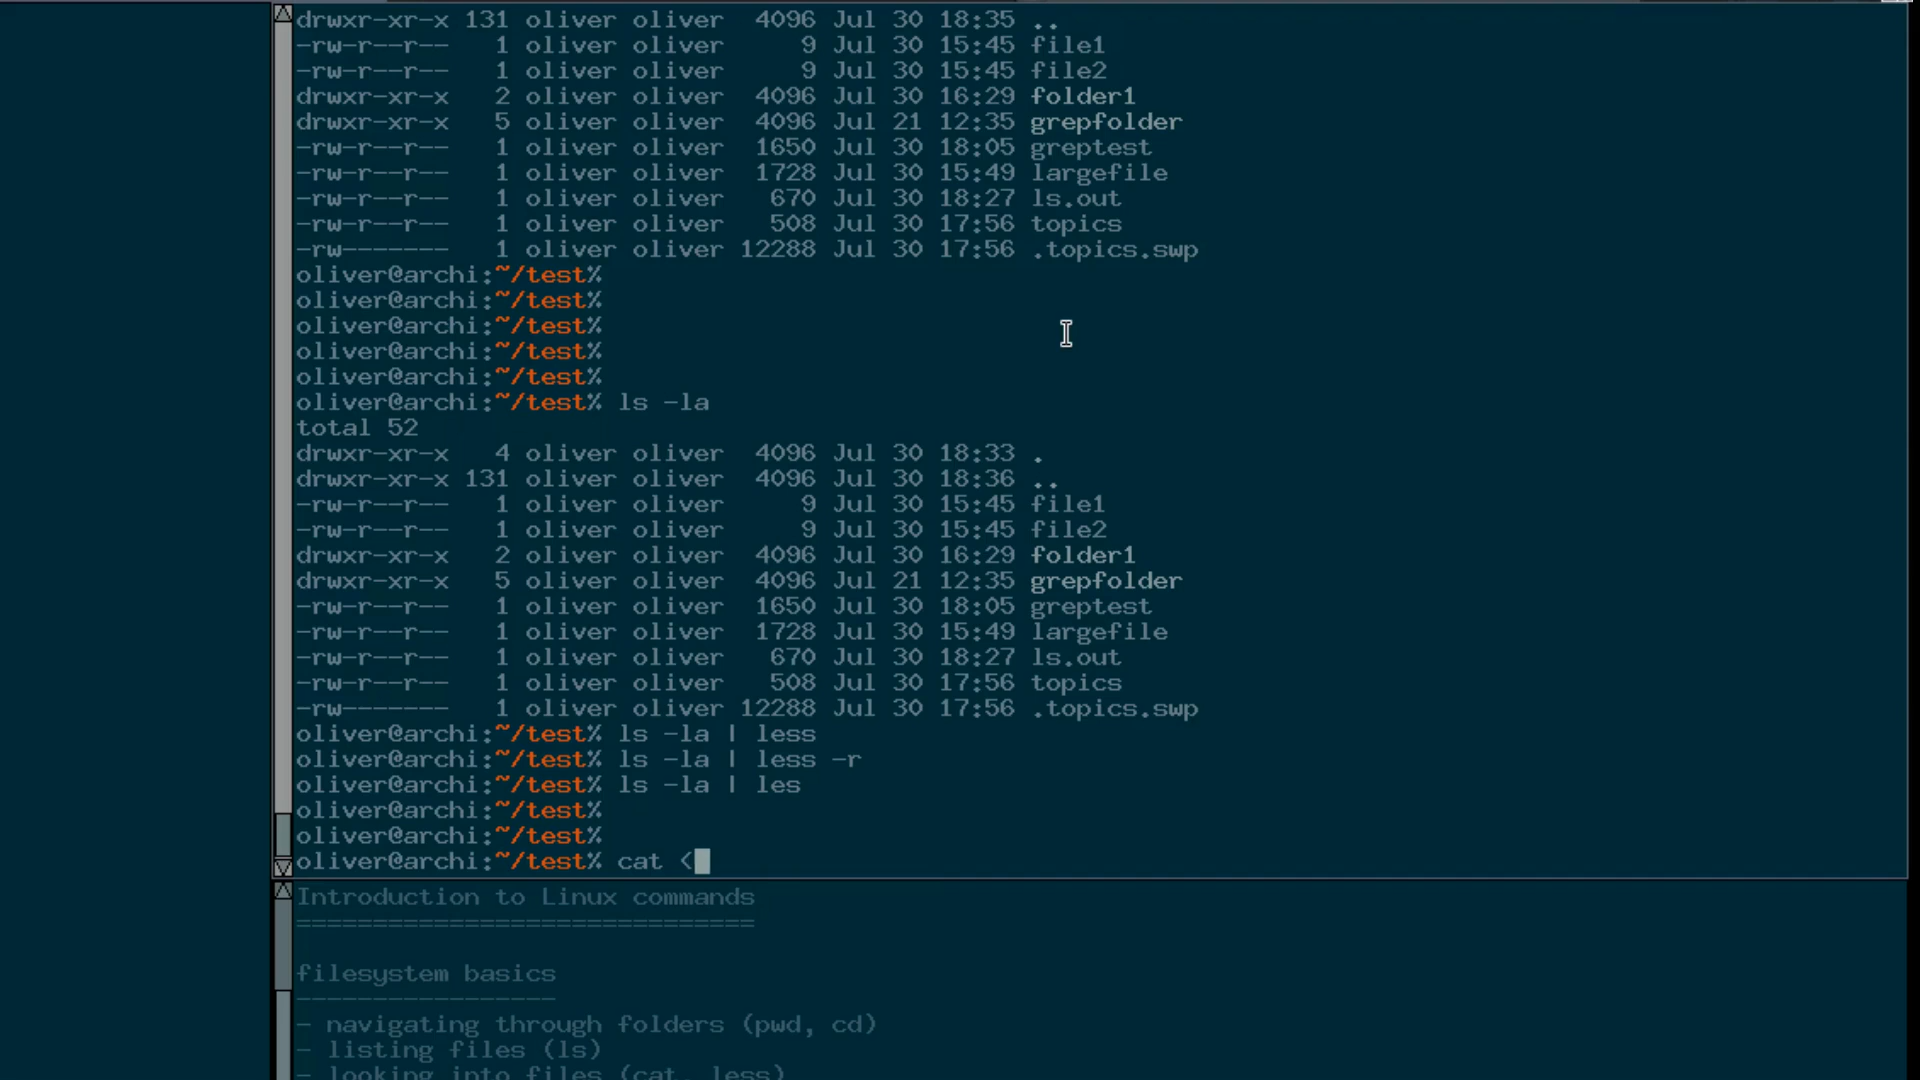 drwxr-xr-x 131 oliver oliver  4096 Jul 30 18:35 ..
-rw-r--r--   1 oliver oliver     9 Jul 30 15:45 file1
-rw-r--r--   1 oliver oliver     9 Jul 30 15:45 file2
drwxr-xr-x   2 oliver oliver  4096 Jul 30 16:29 folder1
drwxr-xr-x   5 oliver oliver  4096 Jul 21 12:35 grepfolder
-rw-r--r--   1 oliver oliver  1650 Jul 30 18:05 greptest
-rw-r--r--   1 oliver oliver  1728 Jul 30 15:49 largefile
-rw-r--r--   1 oliver oliver   670 Jul 30 18:27 ls.out
-rw-r--r--   1 oliver oliver   508 Jul 30 17:56 topics
-rw-------   1 oliver oliver 12288 Jul 30 17:56 .topics.swp
oliver@archi:~/test%
oliver@archi:~/test%
oliver@archi:~/test%
oliver@archi:~/test%
oliver@archi:~/test%
oliver@archi:~/test% ls -la
total 52
drwxr-xr-x   4 oliver oliver  4096 Jul 30 18:33 .
drwxr-xr-x 131 oliver oliver  4096 Jul 30 18:36 ..
-rw-r--r--   1 oliver oliver     9 Jul 30 15:45 file1
-rw-r--r--   1 oliver oliver     9 Jul 30 15:45 file2
drwxr-xr-x   2 oliver oliver  4096 Jul 30 16:29 folder1
drwxr-xr-x   5 oliver oliver  4096 Jul 21 12:35 grepfolder
-rw-r--r--   1 oliver oliver  1650 Jul 30 18:05 greptest
-rw-r--r--   1 oliver oliver  1728 Jul 30 15:49 largefile
-rw-r--r--   1 oliver oliver   670 Jul 30 18:27 ls.out
-rw-r--r--   1 oliver oliver   508 Jul 30 17:56 topics
-rw-------   1 oliver oliver 12288 Jul 30 17:56 .topics.swp
oliver@archi:~/test% ls -la | less
oliver@archi:~/test% ls -la | less -r
oliver@archi:~/test% ls -la | les
oliver@archi:~/test%
oliver@archi:~/test%
oliver@archi:~/test% cat <
Introduction to Linux commands
==============================
filesystem basics
-----------------
- navigating through folders (pwd, cd)
- listing files (ls)
- looking into files (cat, less)